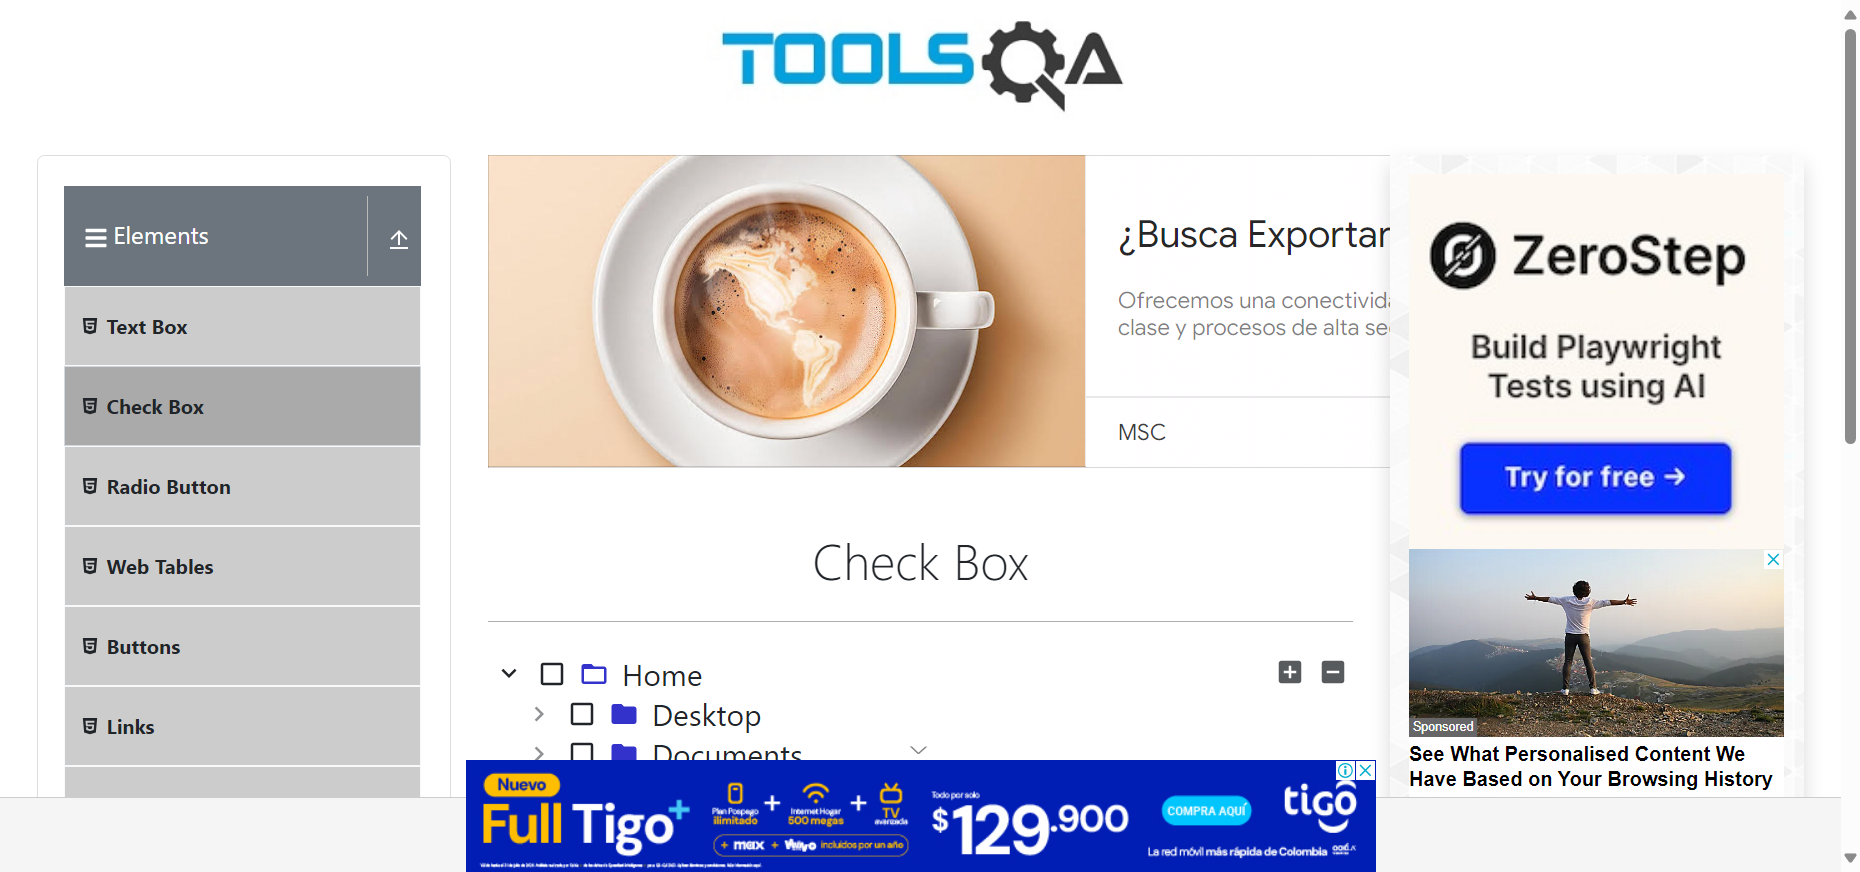 TOOLSQA
Elements
Text Box
Check Box
Radio Button
Web Tables
Buttons
Links
¿Busca Exportar
Ofrecemos una conectivida
clase y procesos de alta se
MSC
Check Box
Home
Desktop
Documents
ZeroStep
Build Playwright
Tests using AI
Try for free →
Sponsored
See What Personalised Content We
Have Based on Your Browsing History
Nuevo
Full Tigo+
Plan Pospago
ilimitado
+
Internet Hogar
500 megas
+
TV
avanzada
+ max + ViVivo incluidos por un año
Todo por solo
$129.900
COMPRA AQUÍ
tigo
La red móvil más rápida de Colombia